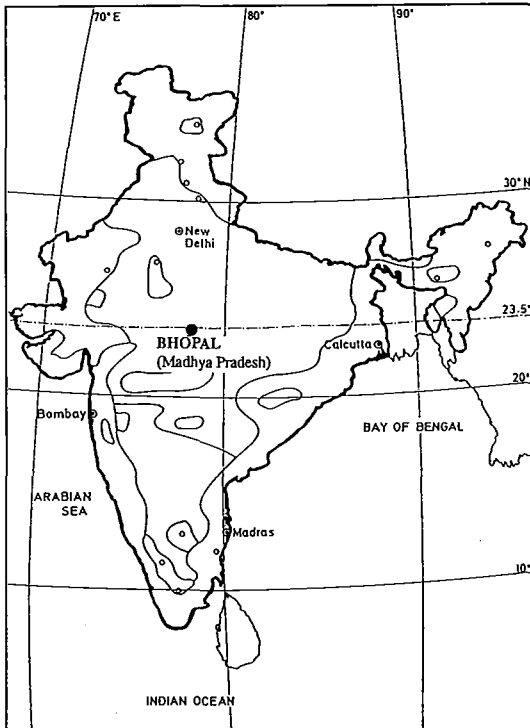 70° E
80°
90°
30° N
New
Delhi
23.5°
BHOPAL
(Madhya Pradesh)
Calcutta
20°
Bombay
BAY OF BENGAL
ARABIAN
SEA
Madras
10°
INDIAN OCEAN